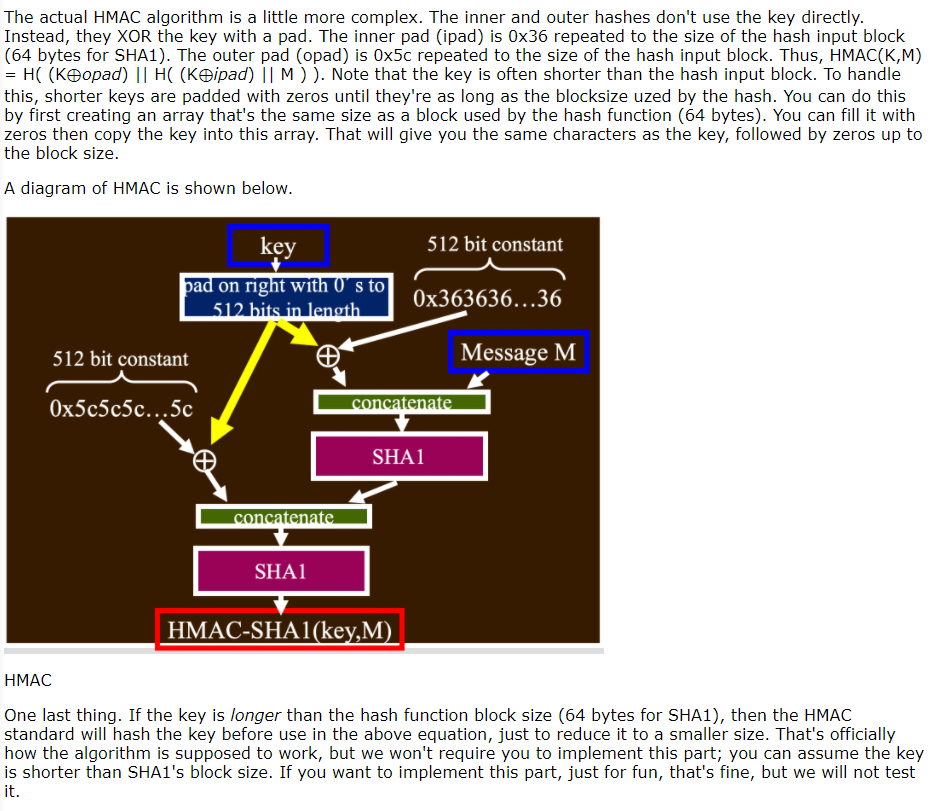 The actual HMAC algorithm is a little more complex. The inner and outer hashes don't use the key directly.
Instead, they XOR the key with a pad. The inner pad (ipad) is 0x36 repeated to the size of the hash input block
(64 bytes for SHA1). The outer pad (opad) is 0x5c repeated to the size of the hash input block. Thus, HMAC(K,M)
= H( (K⊕opad) || H( (K⊕ipad) || M ) ). Note that the key is often shorter than the hash input block. To handle
this, shorter keys are padded with zeros until they're as long as the blocksize uzed by the hash. You can do this
by first creating an array that's the same size as a block used by the hash function (64 bytes). You can fill it with
zeros then copy the key into this array. That will give you the same characters as the key, followed by zeros up to
the block size.
A diagram of HMAC is shown below.
key
512 bit constant
pad on right with 0's to
512 bits in length
0x363636...36
Message M
512 bit constant
0x5c5c5c...5c
concatenate
SHA1
concatenate
SHA1
HMAC-SHA1(key,M)
HMAC
One last thing. If the key is longer than the hash function block size (64 bytes for SHA1), then the HMAC
standard will hash the key before use in the above equation, just to reduce it to a smaller size. That's officially
how the algorithm is supposed to work, but we won't require you to implement this part; you can assume the key
is shorter than SHA1's block size. If you want to implement this part, just for fun, that's fine, but we will not test
it.